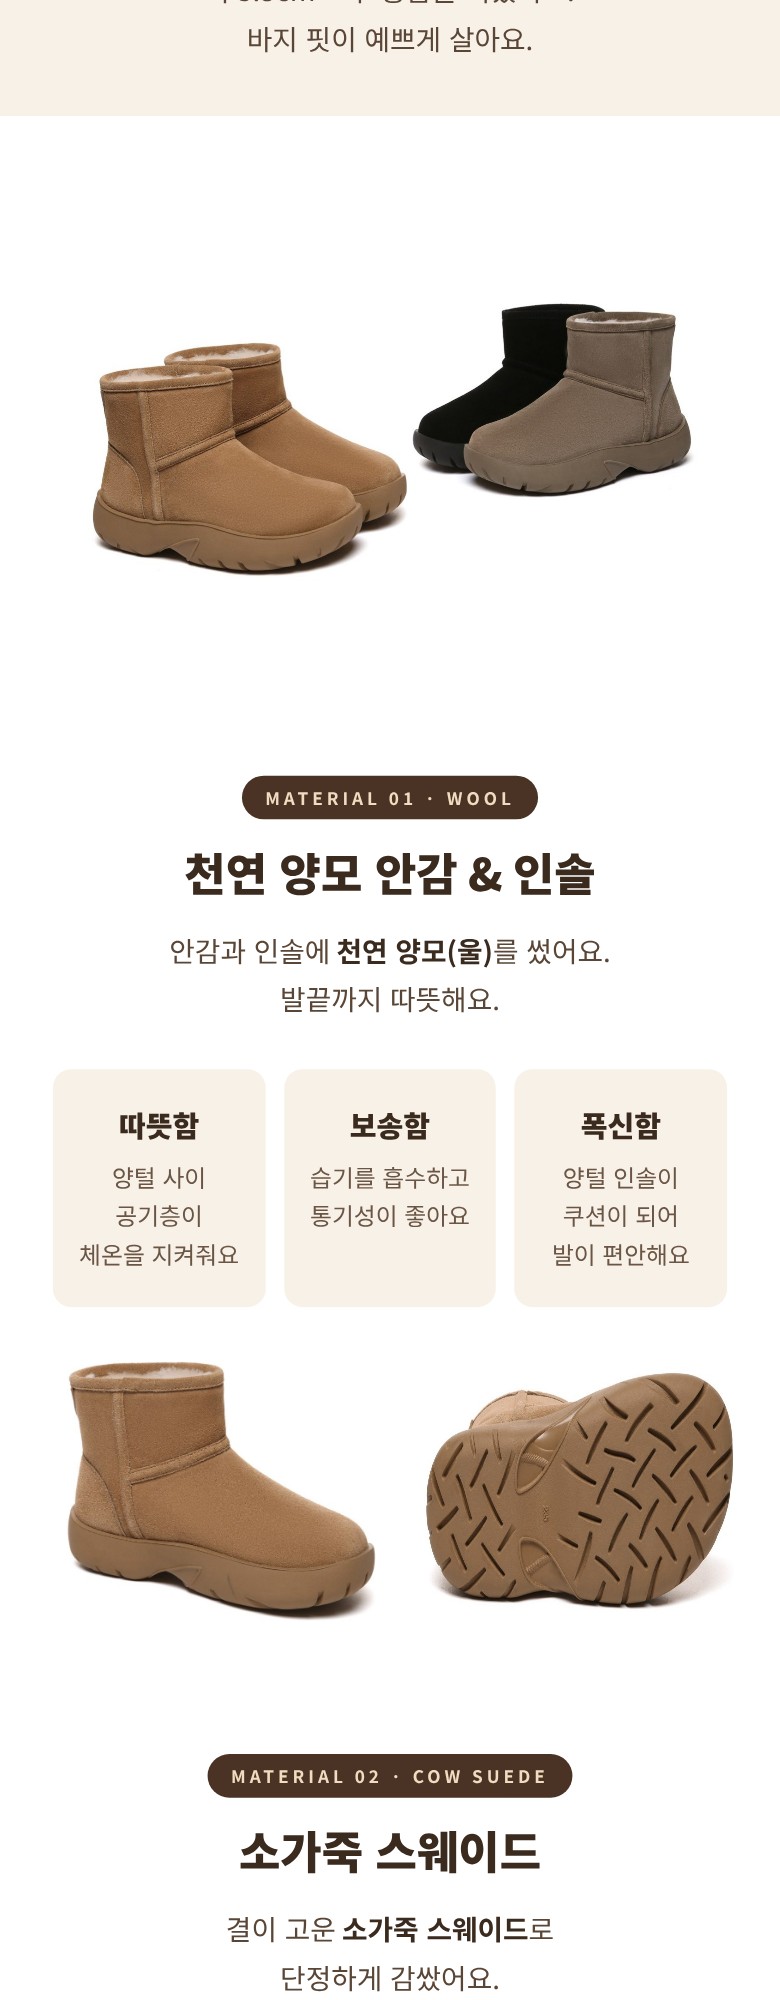 바지 핏이 예쁘게 살아요.
MATERIAL 01 · WOOL
천연 양모 안감 & 인솔
안감과 인솔에 천연 양모(울)를 썼어요.
발끝까지 따뜻해요.
따뜻함
양털 사이
공기층이
체온을 지켜줘요
보송함
습기를 흡수하고
통기성이 좋아요
폭신함
양털 인솔이
쿠션이 되어
발이 편안해요
MATERIAL 02 · COW SUEDE
소가죽 스웨이드
결이 고운 소가죽 스웨이드로
단정하게 감쌌어요.